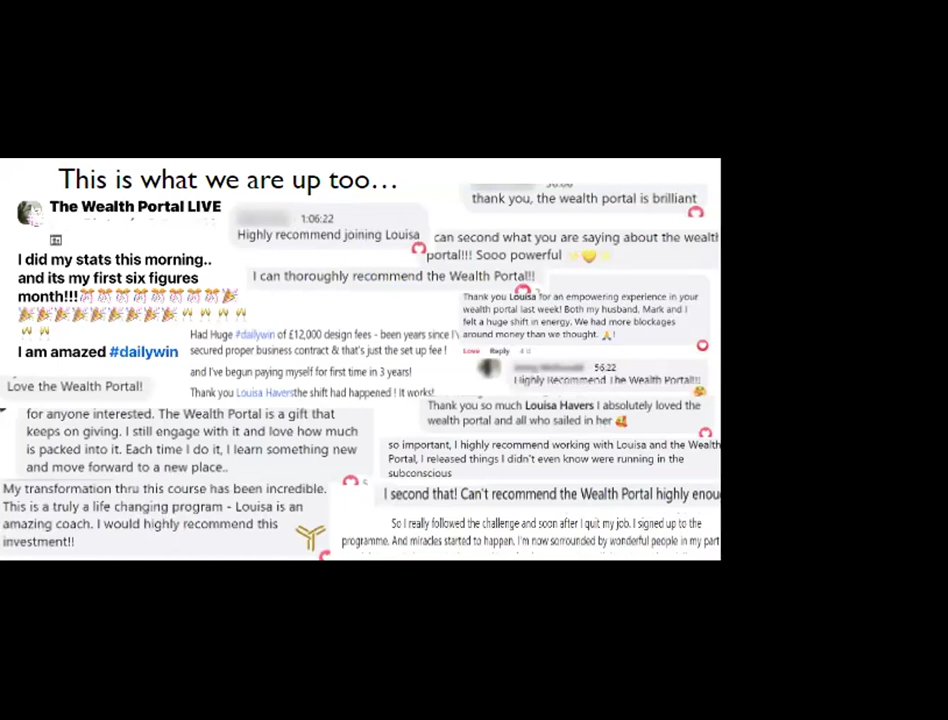 This is what we are up too…
The Wealth Portal LIVE
I did my stats this morning..
and its my first six figures
month!!!
I am amazed #dailywin
1:06:22
Highly recommend joining Louisa
thank you, the wealth portal is brilliant
can second what you are saying about the wealth
portal!!! Sooo powerful
I can thoroughly recommend the Wealth Portal!!
Thank you Louisa for an empowering experience in your
wealth portal last week! Both my husband, Mark and I
felt a huge shift in energy. We had more blockages
around money than we thought. 🙏!
Love Reply 4 d
Had Huge #dailywin of £12,000 design fees - been years since I'v
secured proper business contract & that's just the set up fee !
and I've begun paying myself for first time in 3 years!
Thank you Louisa Haversthe shift had happened ! It works!
56:22
Highly Recommend The Wealth Portal!!!
Love the Wealth Portal!
Thank you so much Louisa Havers I absolutely loved the
wealth portal and all who sailed in her 🥰
for anyone interested. The Wealth Portal is a gift that
keeps on giving. I still engage with it and love how much
is packed into it. Each time I do it, I learn something new
and move forward to a new place..
so important, I highly recommend working with Louisa and the Wealth
Portal, I released things I didn't even know were running in the
subconscious
My transformation thru this course has been incredible.
This is a truly a life changing program - Louisa is an
amazing coach. I would highly recommend this
investment!!
I second that! Can't recommend the Wealth Portal highly enou
So I really followed the challenge and soon after I quit my job. I signed up to the
programme. And miracles started to happen. I'm now sorrounded by wonderful people in my part